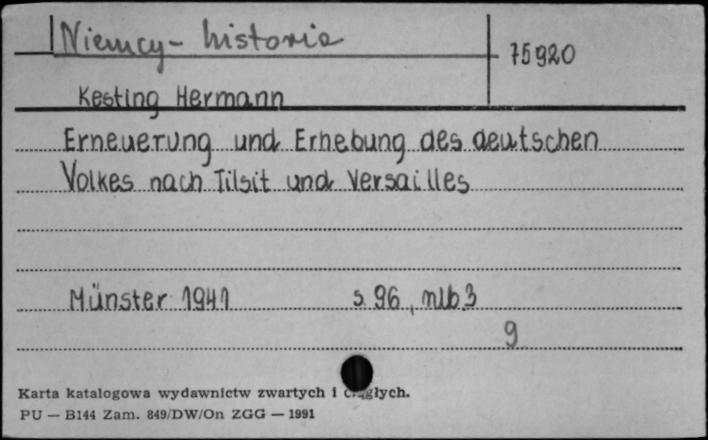 Niemcy - historia
75920
Kesting Hermann
Erneuerung und Erhebung des deutschen
Volkes nach Tilsit und Versailles
Münster 1941 s. 96, nlb 3
9
Karta katalogowa wydawnictw zwartych i ciągłych.
PU — B144 Zam. 849/DW/On ZGG — 1991